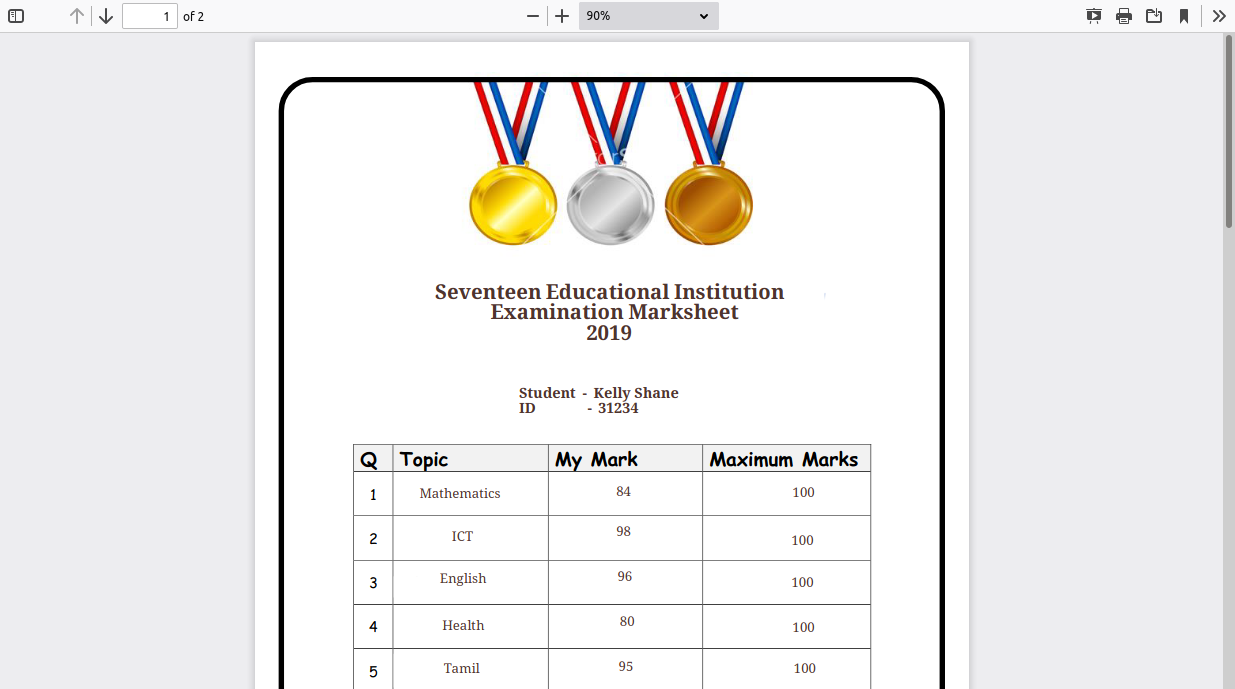 1 of 2 90%
Seventeen Educational Institution
Examination Marksheet
2019
Student - Kelly Shane
ID - 31234
Q Topic My Mark Maximum Marks
1 Mathematics 84 100
2 ICT 98 100
3 English 96 100
4 Health 80 100
5 Tamil 95 100